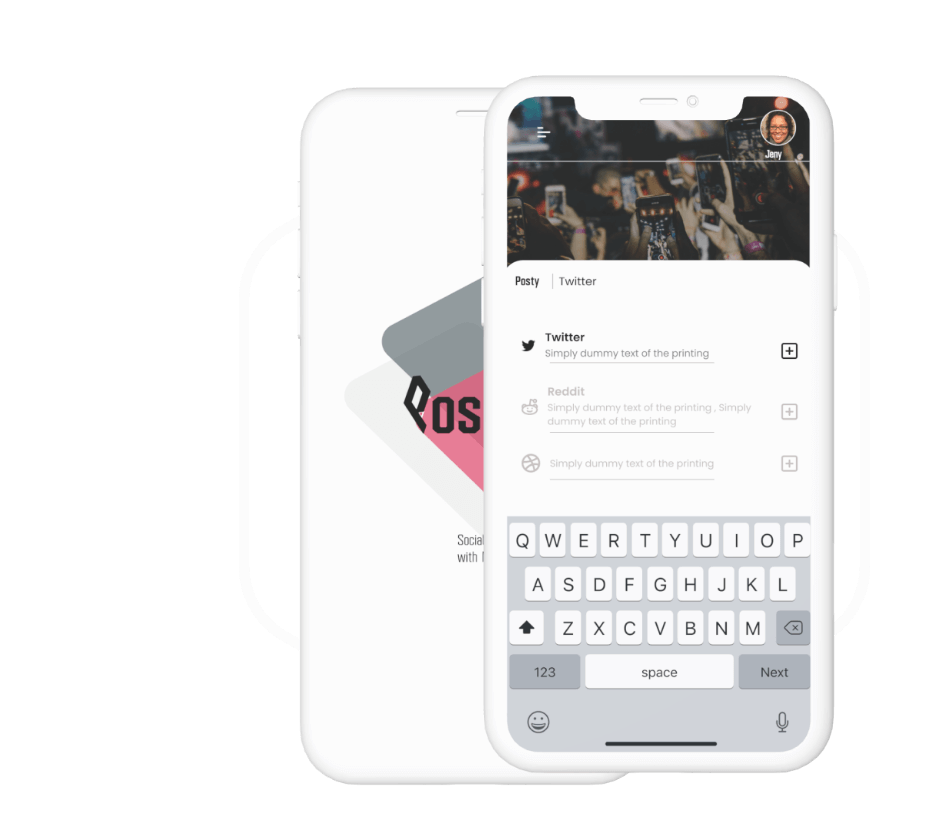 Jeny
Posty | Twitter
Twitter
Simply dummy text of the printing
Reddit
Simply dummy text of the printing , Simply
dummy text of the printing
Simply dummy text of the printing
Pos
Social
with
Q W E R T Y U I O P
A S D F G H J K L
Z X C V B N M
123 space Next